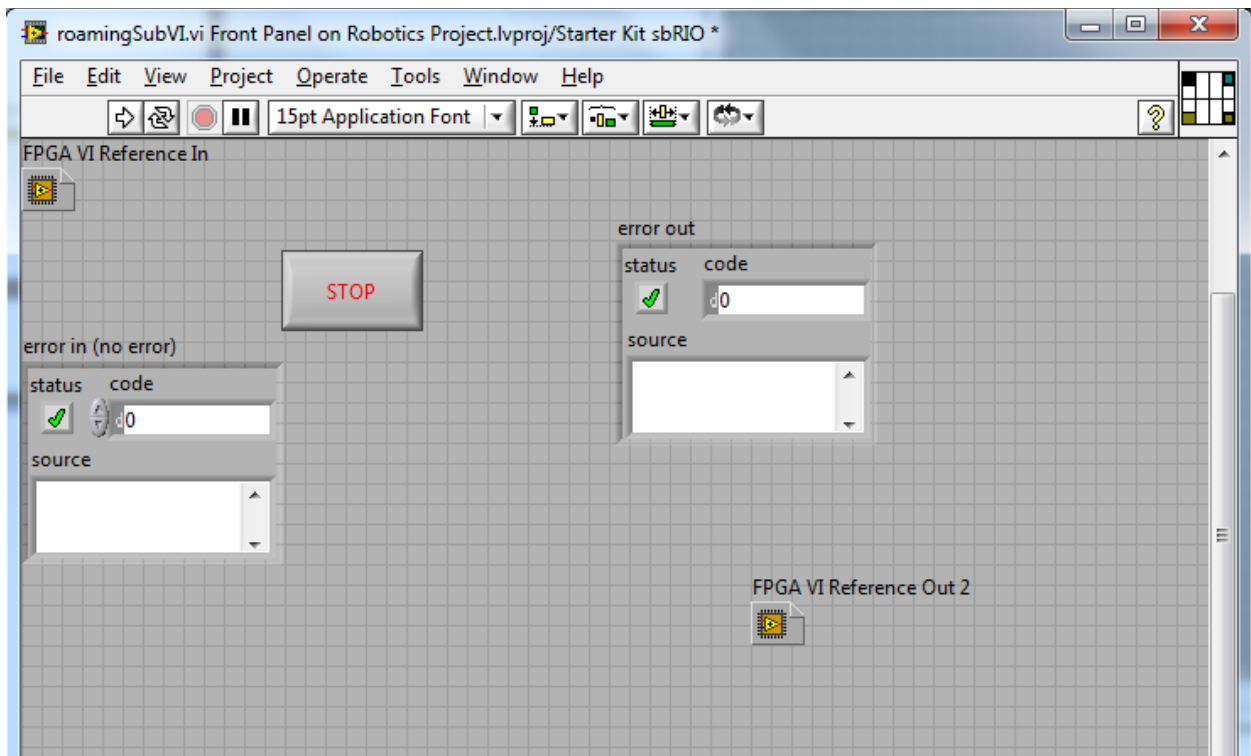 roamingSubVI.vi Front Panel on Robotics Project.lvproj/Starter Kit sbRIO *
File Edit View Project Operate Tools Window Help
15pt Application Font
?
FPGA VI Reference In
error out
status code
d 0
STOP
source
error in (no error)
status code
d 0
source
FPGA VI Reference Out 2